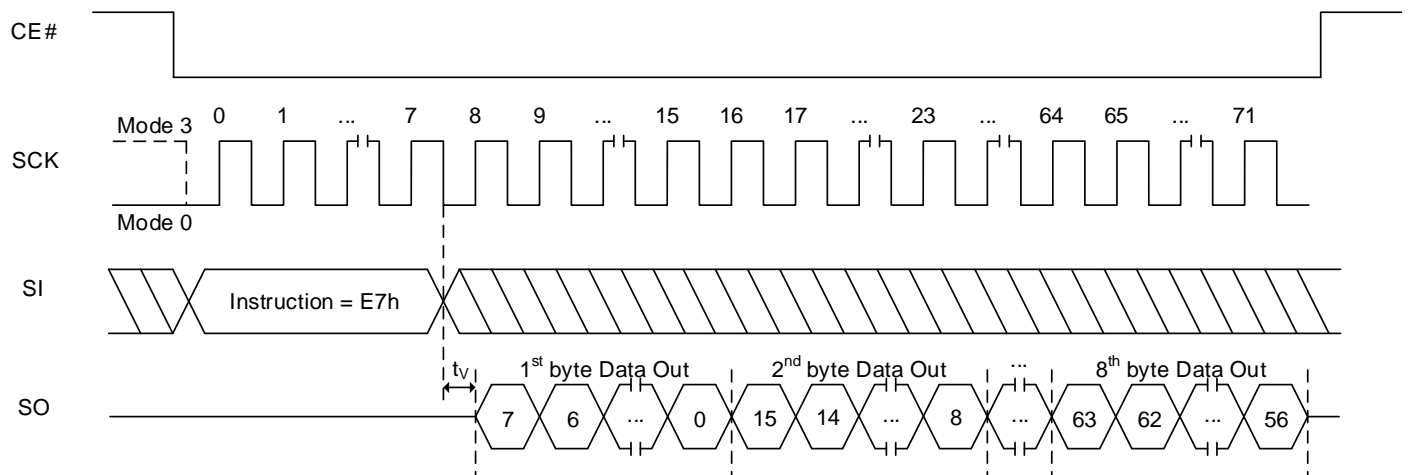 CE#
0 1 ... 7 8 9 ... 15 16 17 ... 23 ... 64 65 ... 71
Mode 3
SCK
Mode 0
SI
Instruction = E7h
tV 1st byte Data Out 2nd byte Data Out ... 8th byte Data Out
SO
7 6 ... 0 15 14 ... 8 ... 63 62 ... 56